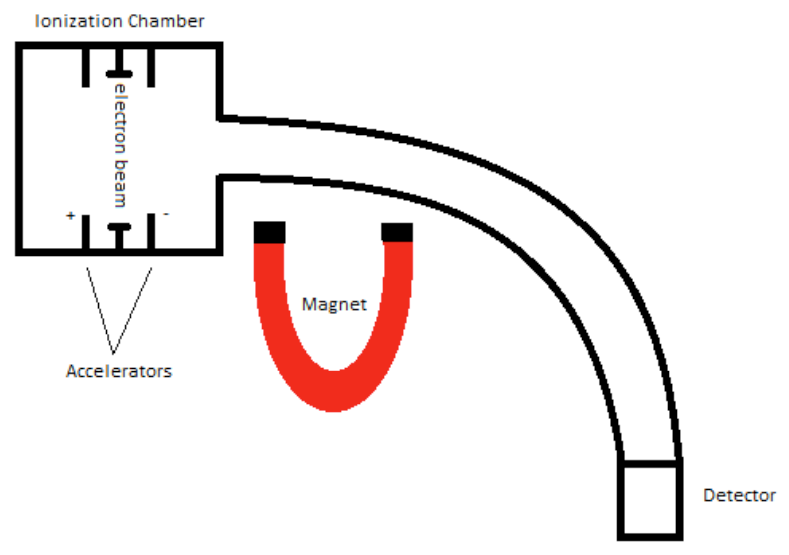 Ionization Chamber
electron beam
+ -
Magnet
Accelerators
Detector